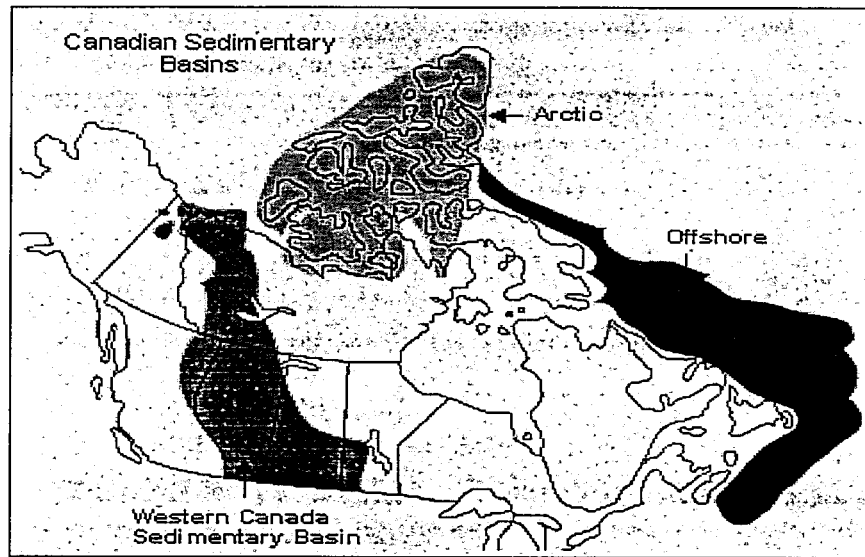 Canadian Sedimentary
Basins
Arctic
Offshore
Western Canada
Sedimentary Basin